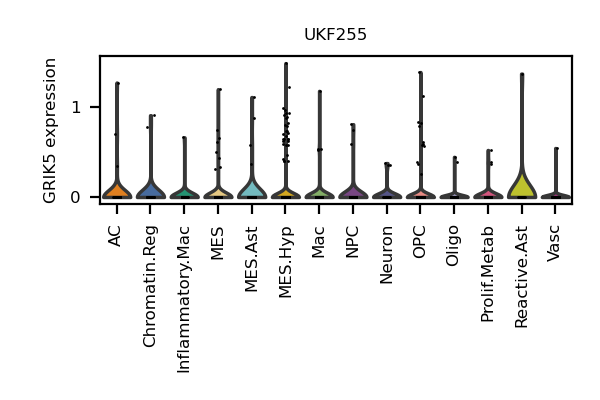 UKF255
GRIK5 expression
1
0
AC
Chromatin.Reg
Inflammatory.Mac
MES
MES.Ast
MES.Hyp
Mac
NPC
Neuron
OPC
Oligo
Prolif.Metab
Reactive.Ast
Vasc